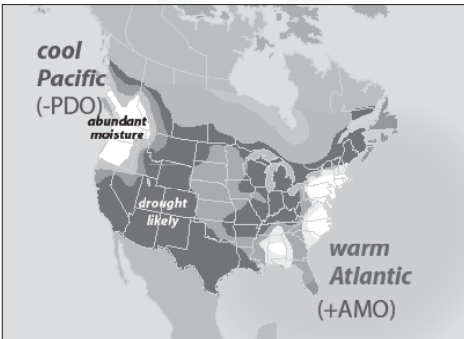 cool
Pacific
(-PDO)
abundant
moisture
drought
likely
warm
Atlantic
(+AMO)